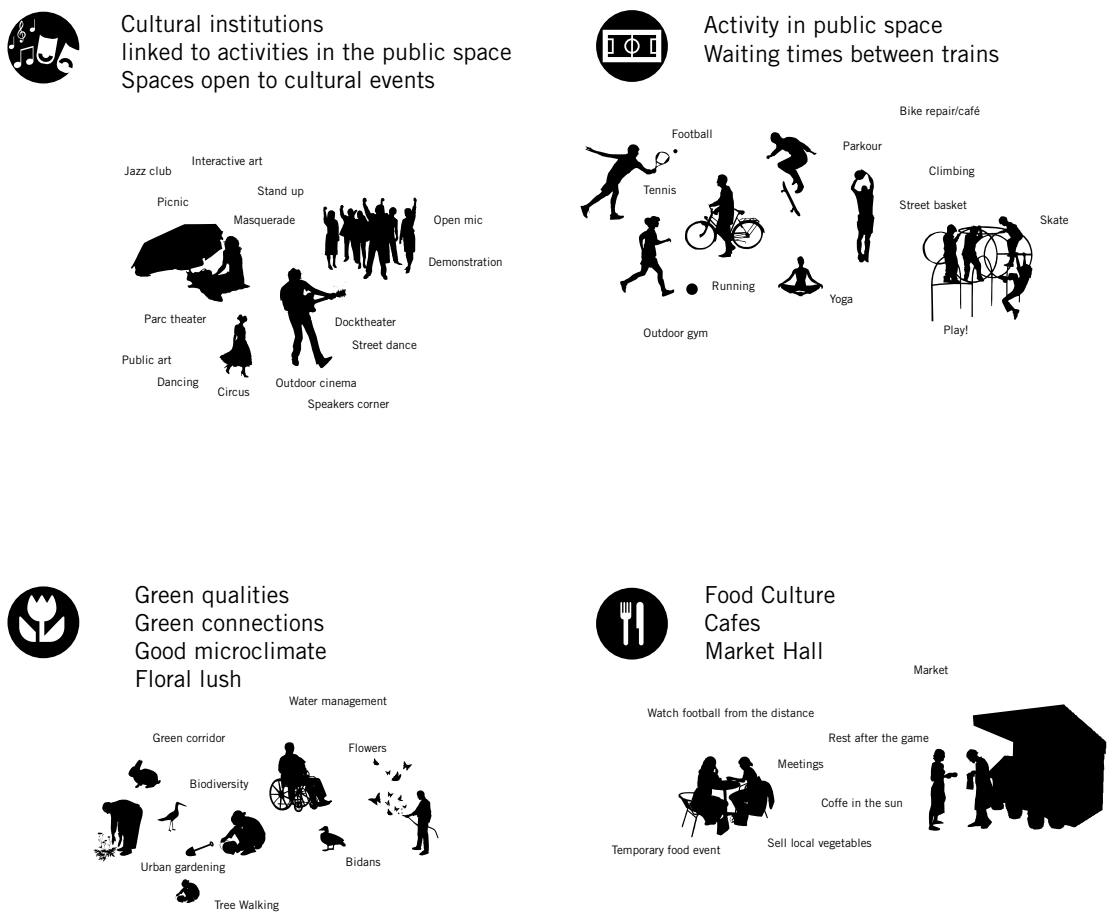 Cultural institutions
linked to activities in the public space
Spaces open to cultural events
Interactive art
Jazz club
Stand up
Picnic
Masquerade
Open mic
Demonstration
Parc theater
Docktheater
Street dance
Public art
Dancing
Outdoor cinema
Circus
Speakers corner
Activity in public space
Waiting times between trains
Bike repair/café
Football
Parkour
Climbing
Tennis
Street basket
Skate
Running
Yoga
Outdoor gym
Play!
Green qualities
Green connections
Good microclimate
Floral lush
Water management
Green corridor
Flowers
Biodiversity
Bidans
Urban gardening
Tree Walking
Food Culture
Cafes
Market Hall
Market
Watch football from the distance
Rest after the game
Meetings
Coffe in the sun
Sell local vegetables
Temporary food event